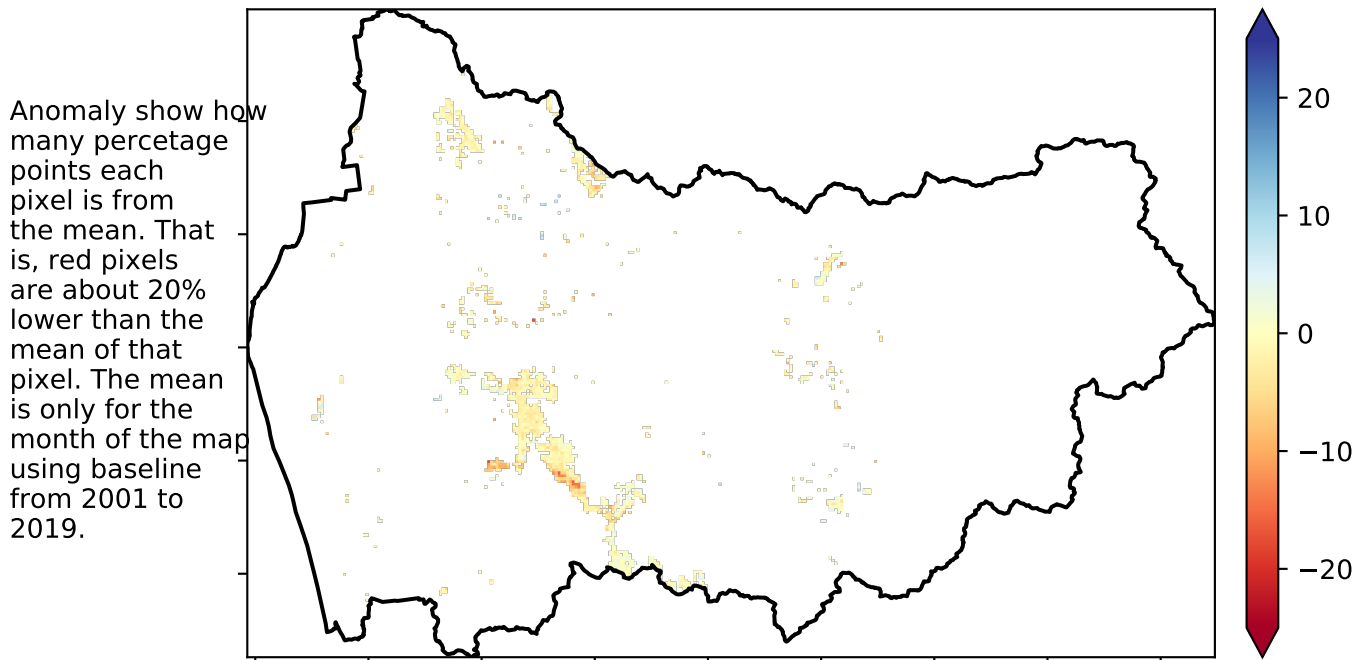 Anomaly show how
many percetage
points each
pixel is from
the mean. That
is, red pixels
are about 20%
lower than the
mean of that
pixel. The mean
is only for the
month of the map
using baseline
from 2001 to
2019.
20
10
0
−10
−20